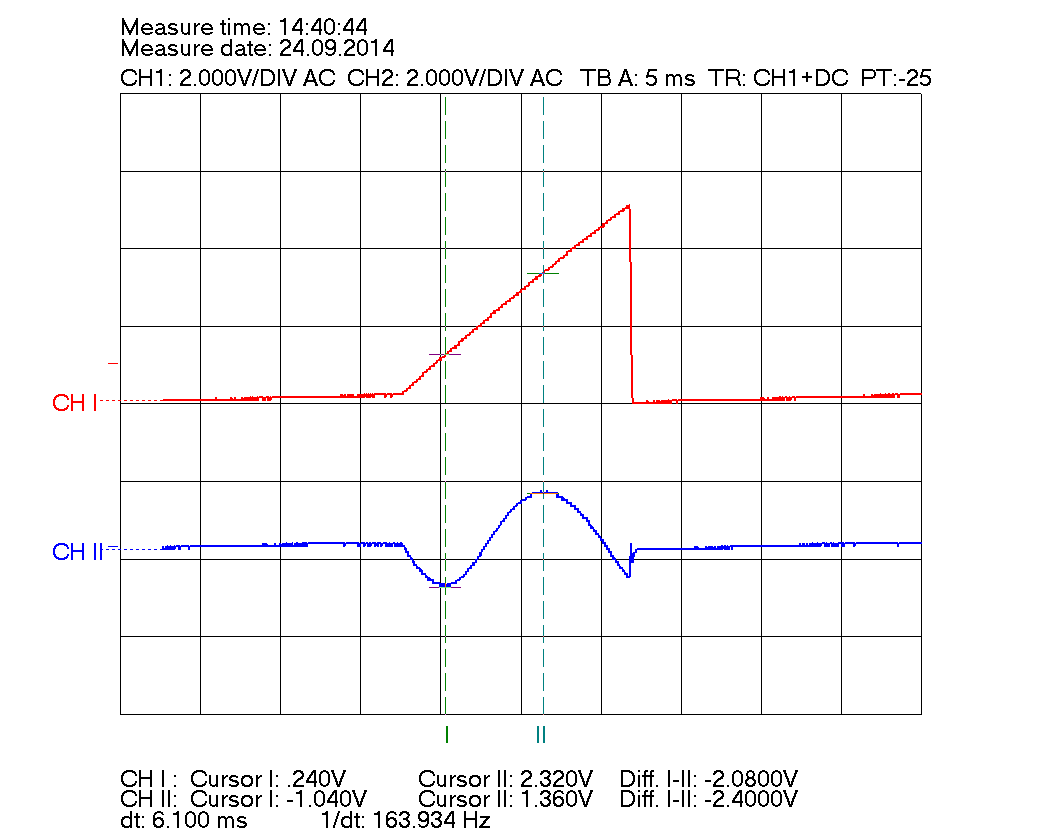 Measure time: 14:40:44
Measure date: 24.09.2014
CH1: 2.000V/DIV AC CH2: 2.000V/DIV AC TB A: 5 ms TR: CH1+DC PT:-25
CH I
CH II
I II
CH I : Cursor I: .240V Cursor II: 2.320V Diff. I-II: -2.0800V
CH II: Cursor I: -1.040V Cursor II: 1.360V Diff. I-II: -2.4000V
dt: 6.100 ms 1/dt: 163.934 Hz